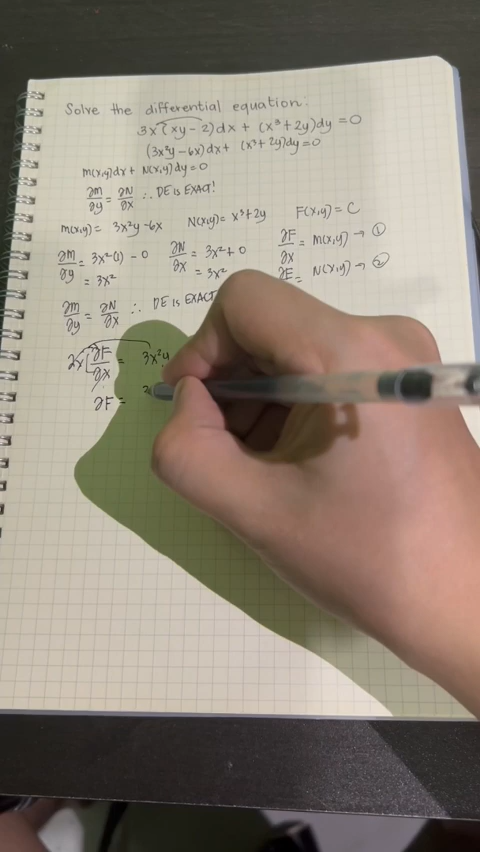 Solve the differential equation:
3x(xy-2)dx + (x³+2y)dy = 0
(3x²y-6x)dx + (x³+2y)dy = 0
M(x,y)dx + N(x,y)dy = 0
∂M/∂y = ∂N/∂x ∴ DE is EXACT!
M(x,y) = 3x²y-6x N(x,y) = x³+2y F(x,y) = C
∂M/∂y = 3x²(1) - 0 ∂N/∂x = 3x²+0 ∂F/∂x = M(x,y) → ①
= 3x² = 3x² ∂F = N(x,y) → ②
∂M/∂y = ∂N/∂x ∴ DE is EXACT
∂x [∂F/∂x = 3x²y
∂F =